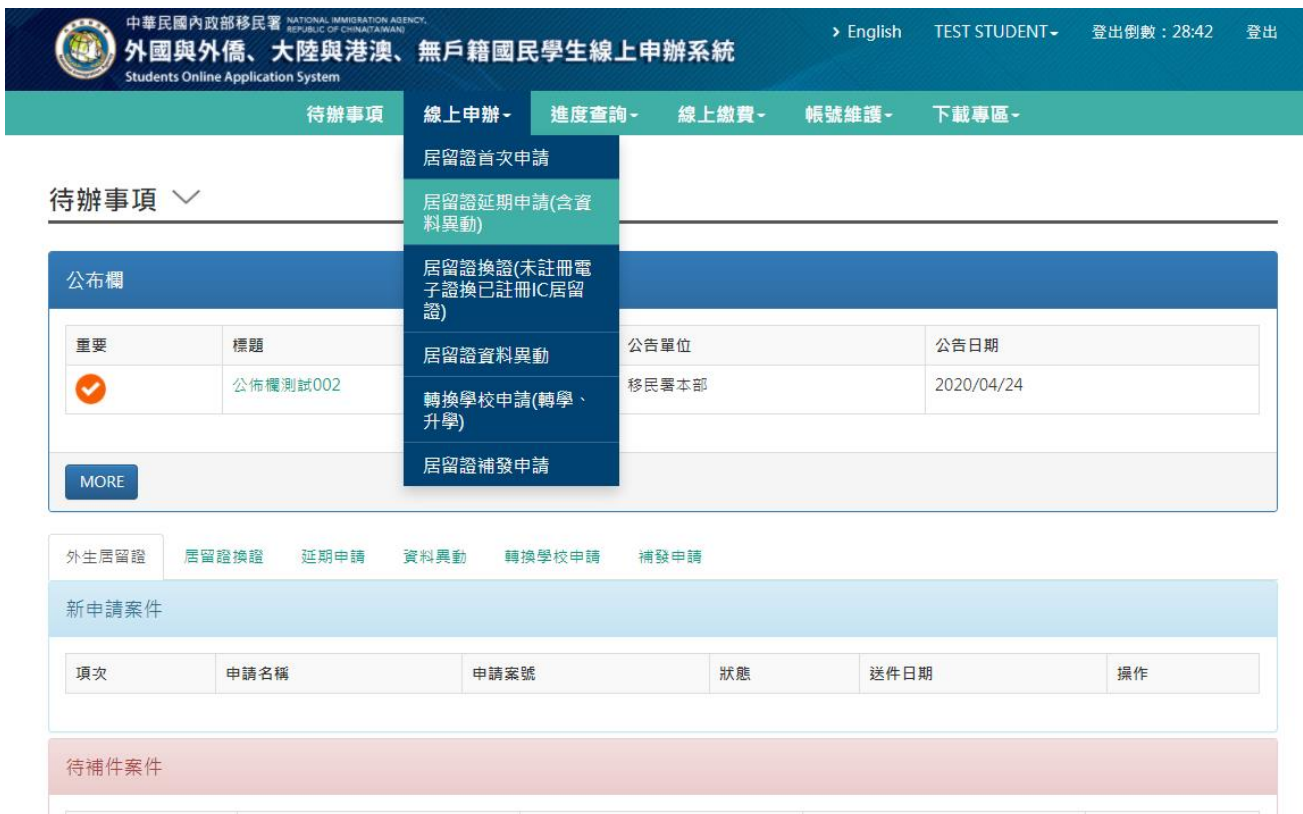 中華民國內政部移民署 NATIONAL IMMIGRATION AGENCY,
REPUBLIC OF CHINA(TAIWAN)
外國與外僑、大陸與港澳、無戶籍國民學生線上申辦系統
Students Online Application System
> English TEST STUDENT 登出倒數：28:42 登出
待辦事項 線上申辦 進度查詢 線上繳費 帳號維護 下載專區
居留證首次申請
居留證延期申請(含資
料異動)
居留證換證(未註冊電
子證換已註冊IC居留
證)
居留證資料異動
轉換學校申請(轉學、
升學)
居留證補發申請
待辦事項
公布欄
重要 標題 公告單位 公告日期
公佈欄測試002 移民署本部 2020/04/24
MORE
外生居留證 居留證換證 延期申請 資料異動 轉換學校申請 補發申請
新申請案件
項次 申請名稱 申請案號 狀態 送件日期 操作
待補件案件